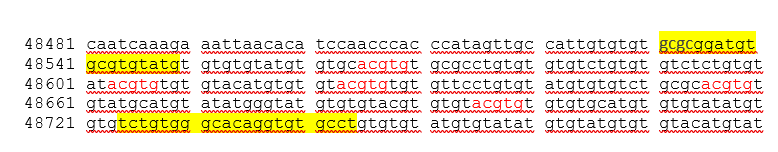 48481 caatcaaaga aattaacaca tccaacccac ccatagttgc cattgtgtgt gcgcggatgt
48541 gcgtgtatgt gtgtgtatgt gtgcacgtgt gcgcctgtgt gtgtctgtgt gtctctgtgt
48601 atacgtgtgt gtacatgtgt gtacgtgtgt gttccctgtgt atgtgtgtct gcgcacgtgt
48661 gtatgcatgt atatgggtat gtgtgtacgt gtgtacgtgt gtgtgcatgt gtgtatatgt
48721 gtgtctgtgg gcacaggtgt gcctgtgtgt atgtgtatat gtgtatgtgt gtacatgtat